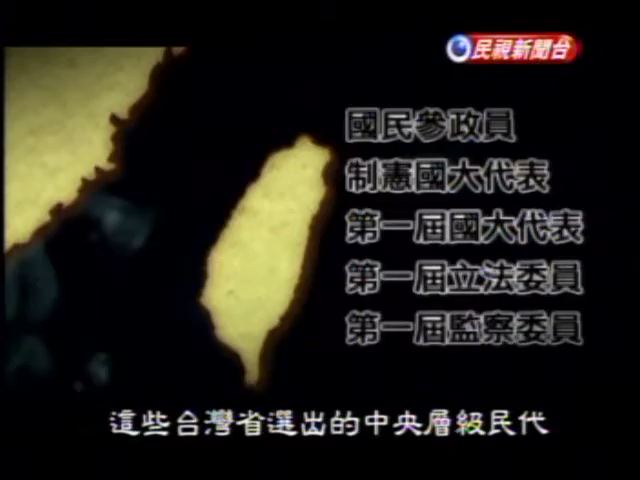 民視新聞台
國民參政員
制憲國大代表
第一屆國大代表
第一屆立法委員
第一屆監察委員
這些台灣省選出的中央層級民代